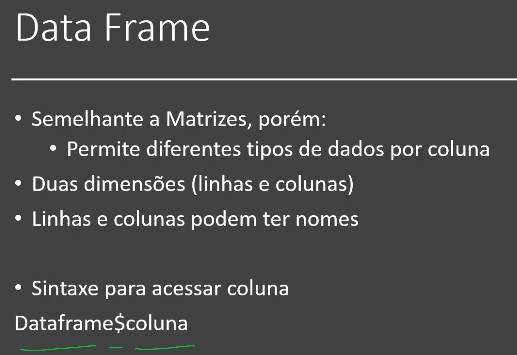 Data Frame
• Semelhante a Matrizes, porém:
• Permite diferentes tipos de dados por coluna
• Duas dimensões (linhas e colunas)
• Linhas e colunas podem ter nomes
• Sintaxe para acessar coluna
Dataframe$coluna